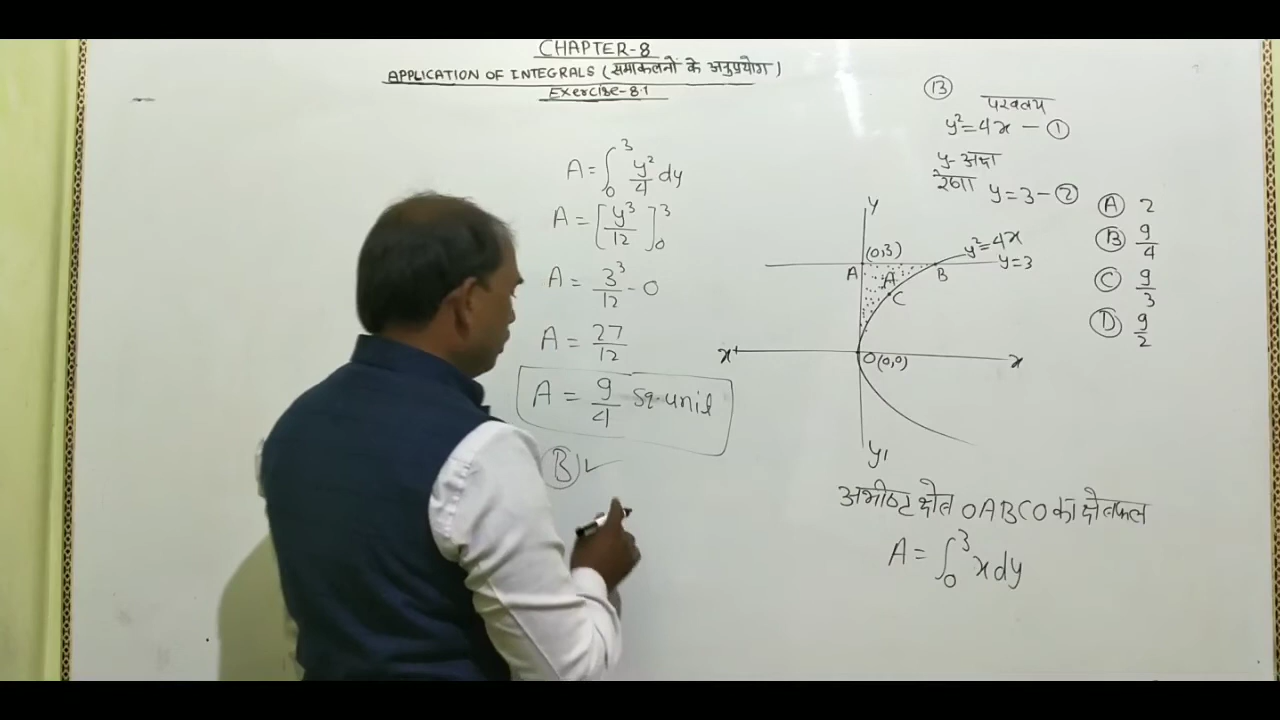 CHAPTER-8
APPLICATION OF INTEGRALS (समाकलनों के अनुप्रयोग)
Exercise-8.1
A = ∫₀³ y²/4 dy
A = [y³/12]₀³
A = 3³/12 - 0
A = 27/12
A = 9/4 Sq. unit
(B) ✓
(13)
परवलय
y² = 4x — ①
y-अक्ष
रेखा y = 3 — ②
(A) 2
(B) 9/4
(C) 9/3
(D) 9/2
Y
(0,3)
y²=4x
y=3
A
A
B
C
x'
O(0,0)
x
y'
अभीष्ट क्षेत्र OABCO का क्षेत्रफल
A = ∫₀³ x dy